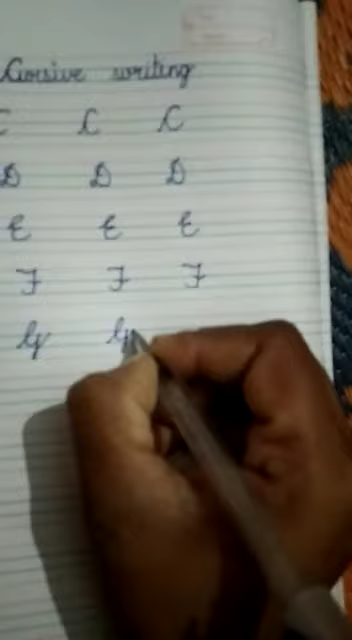 Cursive writing
C C C
D D D
E E E
F F F
G G